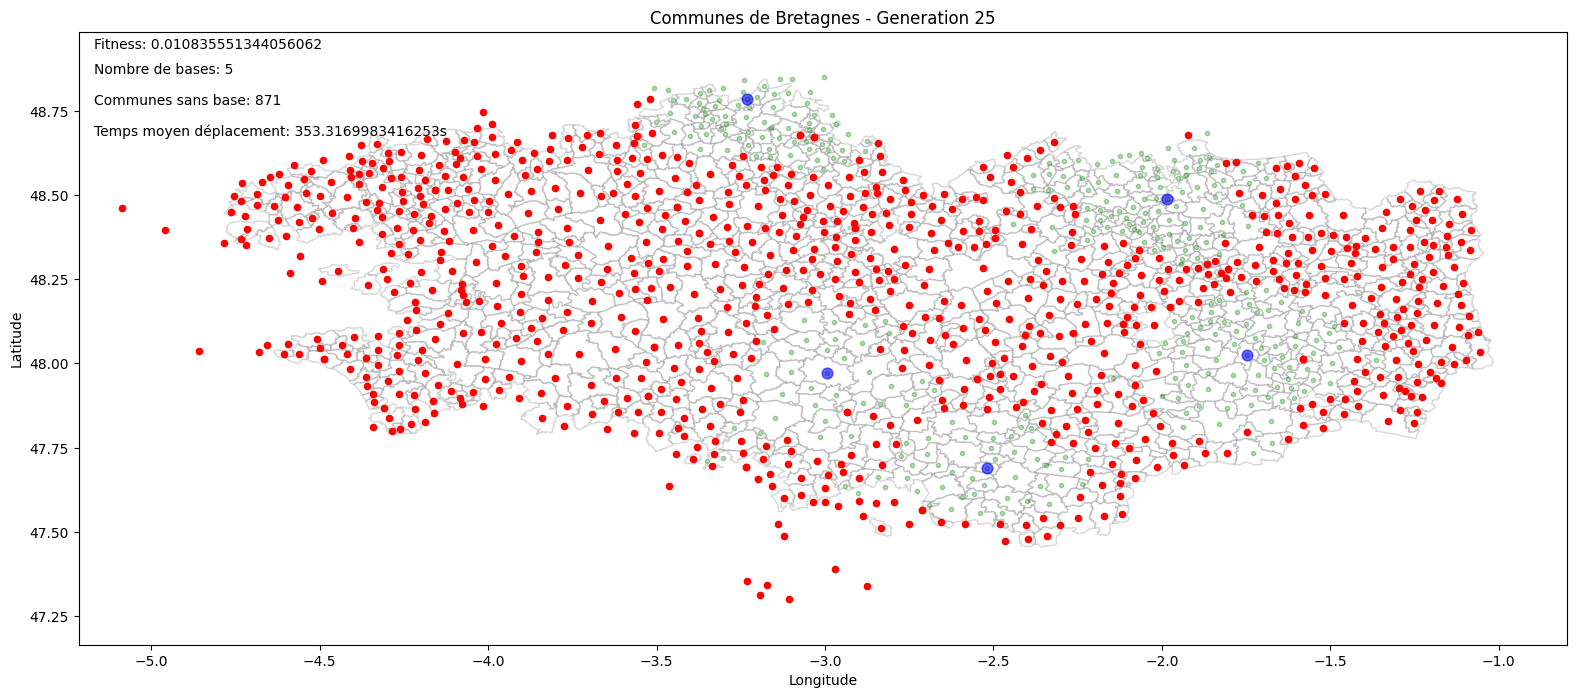 Communes de Bretagnes - Generation 25
Fitness: 0.010835551344056062
Nombre de bases: 5
Communes sans base: 871
Temps moyen déplacement: 353.3169983416253s
Latitude
48.75
48.50
48.25
48.00
47.75
47.50
47.25
−5.0 −4.5 −4.0 −3.5 −3.0 −2.5 −2.0 −1.5 −1.0
Longitude